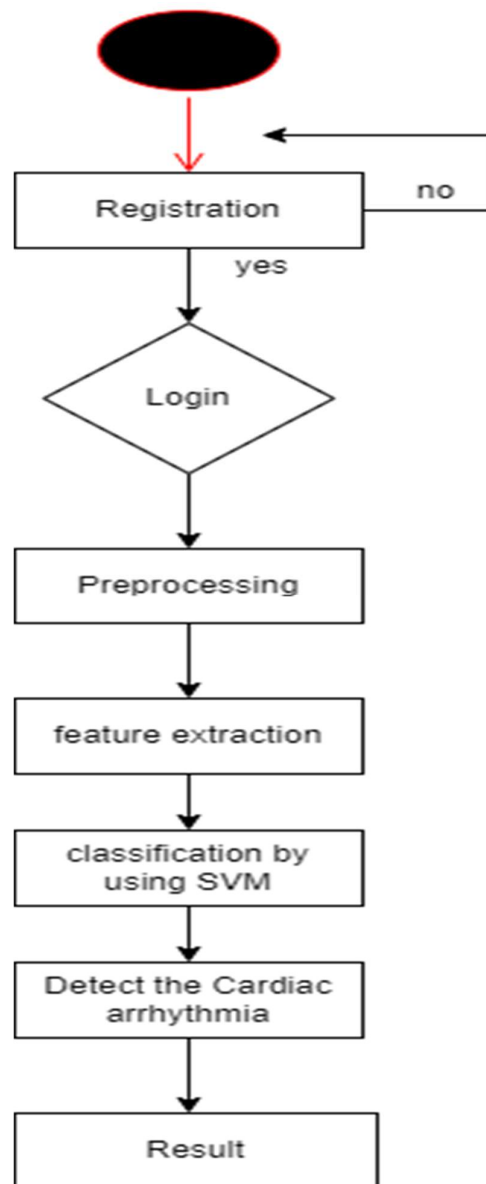 no
Registration
yes
Login
Preprocessing
feature extraction
classification by
using SVM
Detect the Cardiac
arrhythmia
Result